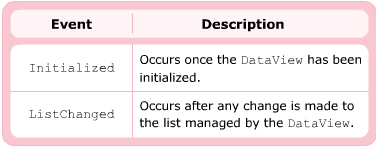 Event Description
Initialized Occurs once the DataView has been
initialized.
ListChanged Occurs after any change is made to
the list managed by the DataView.